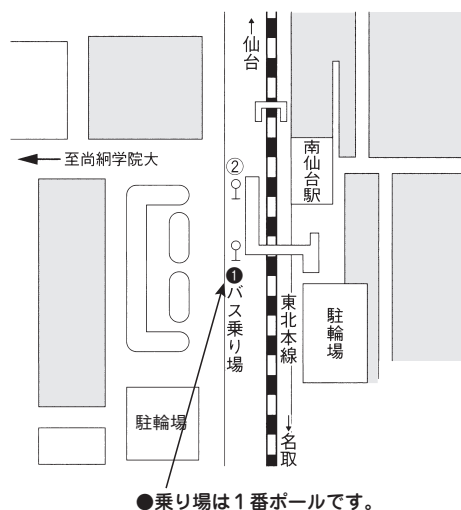 ↑仙台
← 至尚絅学院大
②
南仙台駅
❶バス乗り場
東北本線
駐輪場
駐輪場
↓名取
●乗り場は1番ポールです。